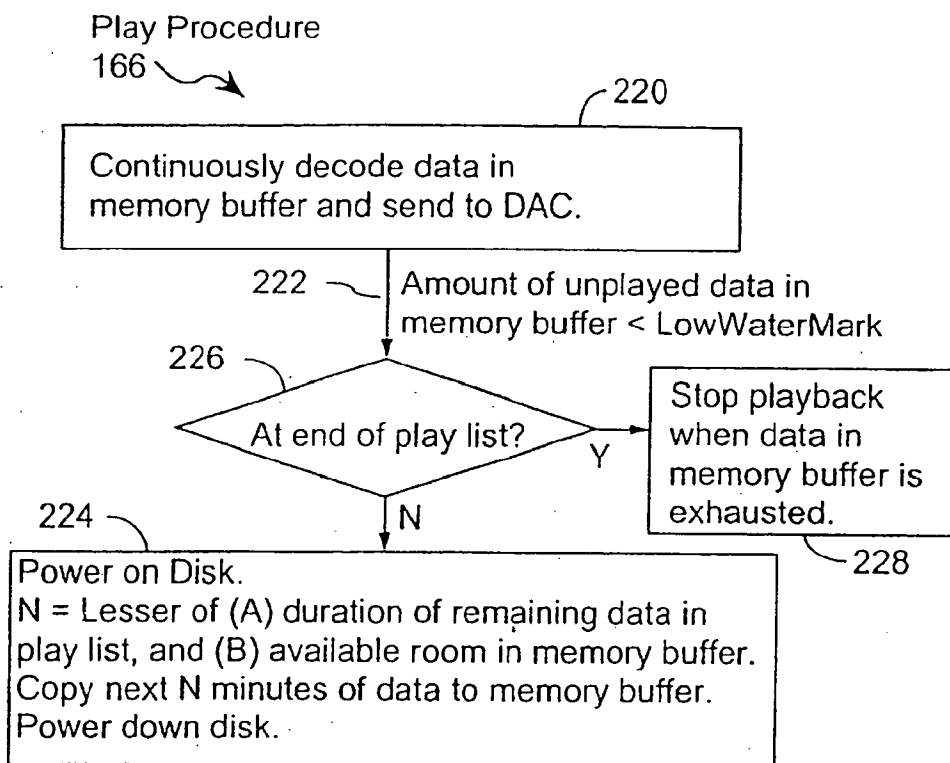 Play Procedure
166
220
Continuously decode data in
memory buffer and send to DAC.
222
Amount of unplayed data in
memory buffer < LowWaterMark
226
At end of play list?
Y
Stop playback
when data in
memory buffer is
exhausted.
228
N
224
Power on Disk.
N = Lesser of (A) duration of remaining data in
play list, and (B) available room in memory buffer.
Copy next N minutes of data to memory buffer.
Power down disk.